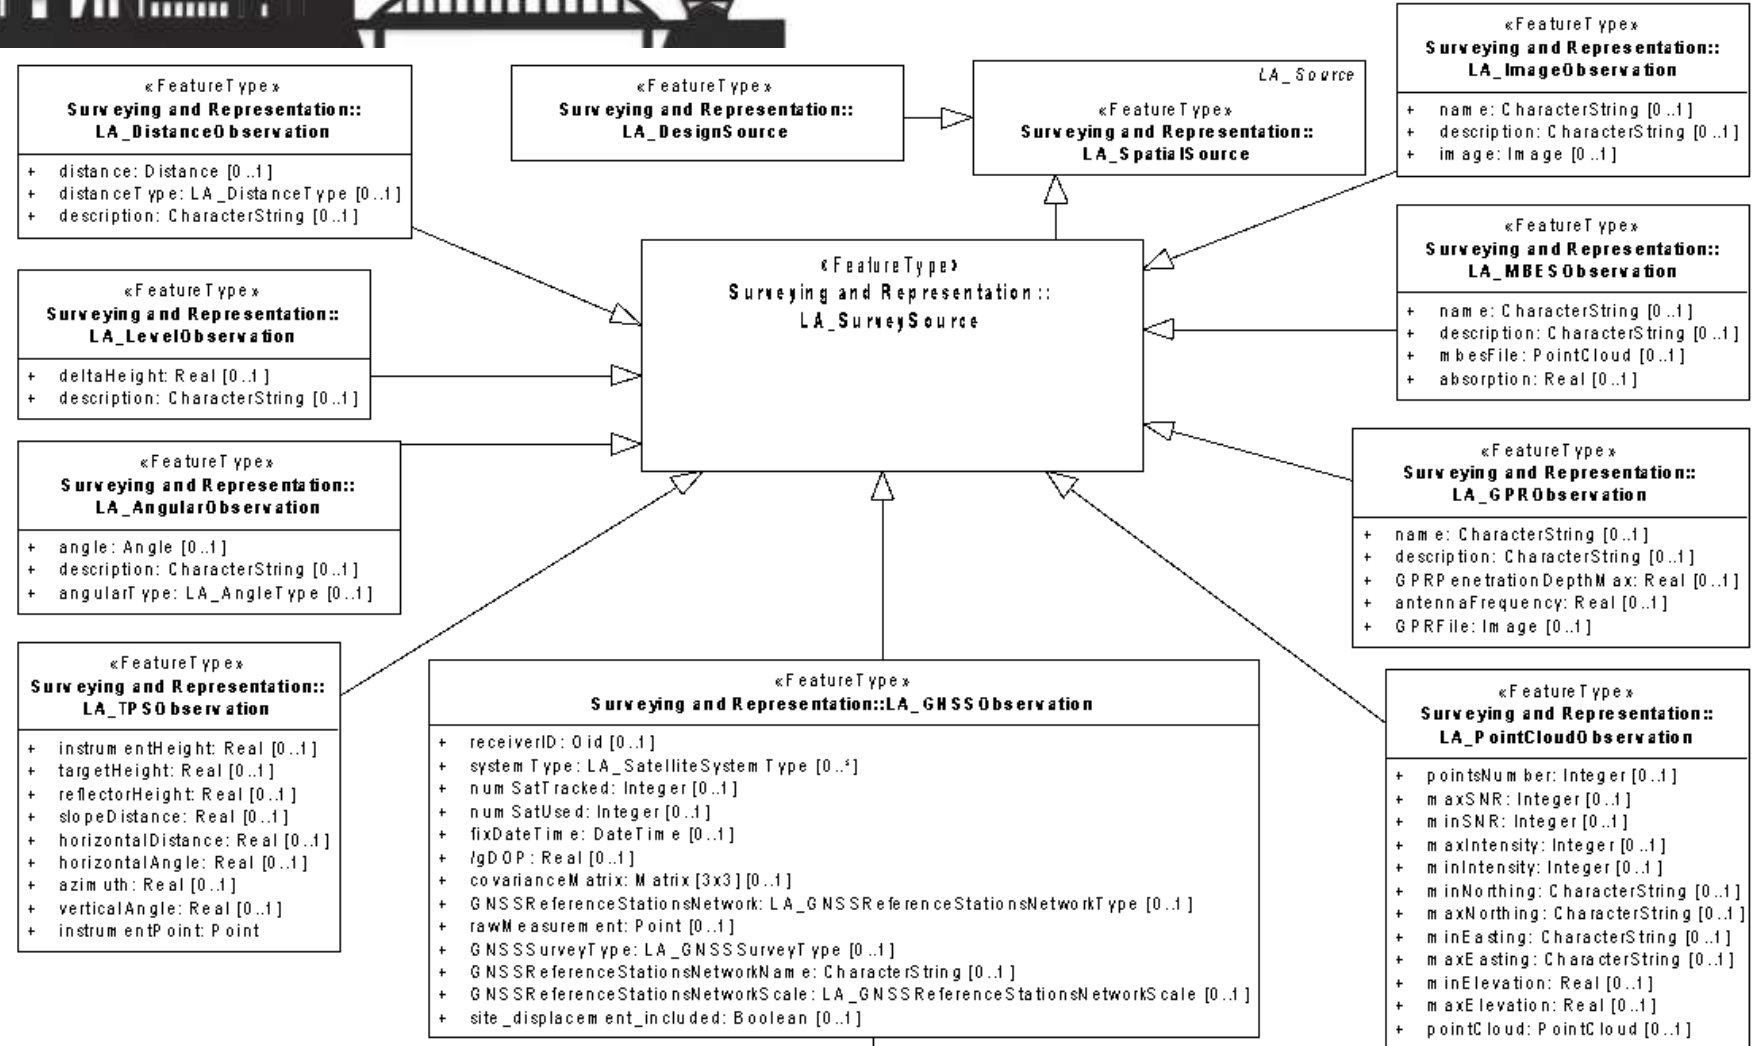 «FeatureType»
Surveying and Representation::
LA_DistanceObservation
+ distance: Distance [0..1]
+ distanceType: LA_DistanceType [0..1]
+ description: CharacterString [0..1]
«FeatureType»
Surveying and Representation::
LA_DesignSource
LA_Source
«FeatureType»
Surveying and Representation::
LA_SpatialSource
«FeatureType»
Surveying and Representation::
LA_ImageObservation
+ name: CharacterString [0..1]
+ description: CharacterString [0..1]
+ image: Image [0..1]
«FeatureType»
Surveying and Representation::
LA_LevelObservation
+ deltaHeight: Real [0..1]
+ description: CharacterString [0..1]
«FeatureType»
Surveying and Representation::
LA_SurveySource
«FeatureType»
Surveying and Representation::
LA_MBESObservation
+ name: CharacterString [0..1]
+ description: CharacterString [0..1]
+ mbesFile: PointCloud [0..1]
+ absorption: Real [0..1]
«FeatureType»
Surveying and Representation::
LA_AngularObservation
+ angle: Angle [0..1]
+ description: CharacterString [0..1]
+ angularType: LA_AngleType [0..1]
«FeatureType»
Surveying and Representation::
LA_GPRObservation
+ name: CharacterString [0..1]
+ description: CharacterString [0..1]
+ GPRPenetrationDepthMax: Real [0..1]
+ antennaFrequency: Real [0..1]
+ GPRFile: Image [0..1]
«FeatureType»
Surveying and Representation::
LA_TPSObservation
+ instrumentHeight: Real [0..1]
+ targetHeight: Real [0..1]
+ reflectorHeight: Real [0..1]
+ slopeDistance: Real [0..1]
+ horizontalDistance: Real [0..1]
+ horizontalAngle: Real [0..1]
+ azimuth: Real [0..1]
+ verticalAngle: Real [0..1]
+ instrumentPoint: Point
«FeatureType»
Surveying and Representation::LA_GNSSObservation
+ receiverID: Oid [0..1]
+ systemType: LA_SatelliteSystemType [0..*]
+ numSatTracked: Integer [0..1]
+ numSatUsed: Integer [0..1]
+ fixDateTime: DateTime [0..1]
+ /gDOP: Real [0..1]
+ covarianceMatrix: Matrix [3x3] [0..1]
+ GNSSReferenceStationsNetwork: LA_GNSSReferenceStationsNetworkType [0..1]
+ rawMeasurement: Point [0..1]
+ GNSSSurveyType: LA_GNSSSurveyType [0..1]
+ GNSSReferenceStationsNetworkName: CharacterString [0..1]
+ GNSSReferenceStationsNetworkScale: LA_GNSSReferenceStationsNetworkScale [0..1]
+ site_displacement_included: Boolean [0..1]
«FeatureType»
Surveying and Representation::
LA_PointCloudObservation
+ pointsNumber: Integer [0..1]
+ maxSNR: Integer [0..1]
+ minSNR: Integer [0..1]
+ maxIntensity: Integer [0..1]
+ minIntensity: Integer [0..1]
+ minNorthing: CharacterString [0..1]
+ maxNorthing: CharacterString [0..1]
+ minEasting: CharacterString [0..1]
+ maxEasting: CharacterString [0..1]
+ minElevation: Real [0..1]
+ maxElevation: Real [0..1]
+ pointCloud: PointCloud [0..1]